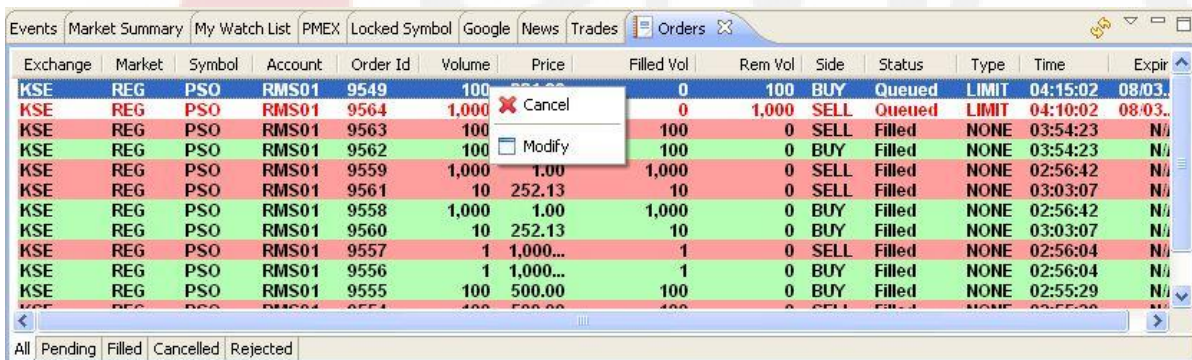 Events Market Summary My Watch List PMEX Locked Symbol Google News Trades Orders
Exchange Market Symbol Account Order Id Volume Price Filled Vol Rem Vol Side Status Type Time Expir
KSE REG PSO RMS01 9549 100 0 100 BUY Queued LIMIT 04:15:02 08/03..
KSE REG PSO RMS01 9564 1,000 Cancel 0 1,000 SELL Queued LIMIT 04:10:02 08/03..
KSE REG PSO RMS01 9563 100 100 0 SELL Filled NONE 03:54:23 N/
KSE REG PSO RMS01 9562 100 Modify 100 0 BUY Filled NONE 03:54:23 N/
KSE REG PSO RMS01 9559 1,000 1.00 1,000 0 SELL Filled NONE 02:56:42 N/
KSE REG PSO RMS01 9561 10 252.13 10 0 SELL Filled NONE 03:03:07 N/
KSE REG PSO RMS01 9558 1,000 1.00 1,000 0 BUY Filled NONE 02:56:42 N/
KSE REG PSO RMS01 9560 10 252.13 10 0 BUY Filled NONE 03:03:07 N/
KSE REG PSO RMS01 9557 1 1,000... 1 0 SELL Filled NONE 02:56:04 N/
KSE REG PSO RMS01 9556 1 1,000... 1 0 BUY Filled NONE 02:56:04 N/
KSE REG PSO RMS01 9555 100 500.00 100 0 BUY Filled NONE 02:55:29 N/
All Pending Filled Cancelled Rejected